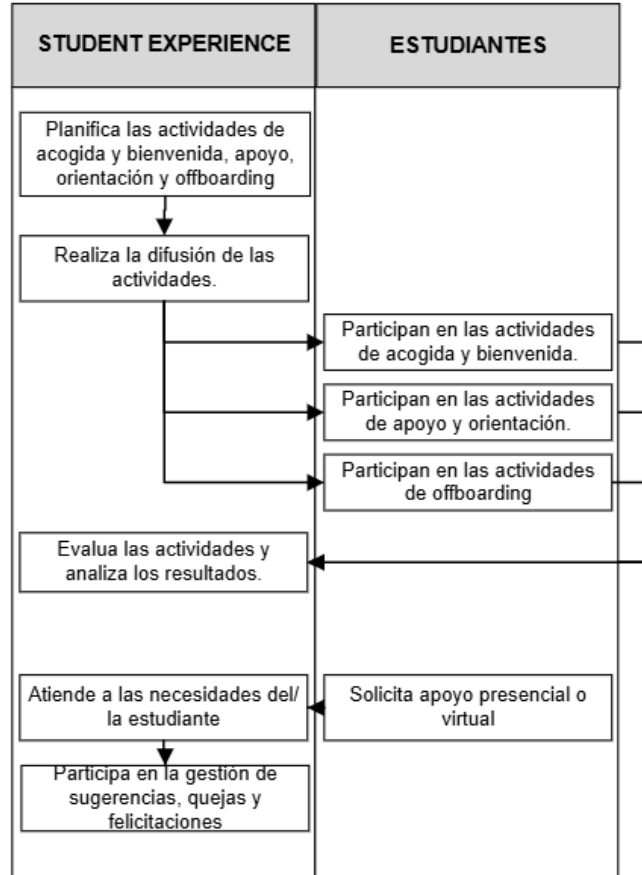 STUDENT EXPERIENCE
ESTUDIANTES
Planifica las actividades de
acogida y bienvenida, apoyo,
orientación y offboarding
Realiza la difusión de las
actividades.
Participan en las actividades
de acogida y bienvenida.
Participan en las actividades
de apoyo y orientación.
Participan en las actividades
de offboarding
Evalua las actividades y
analiza los resultados.
Atiende a las necesidades del/
la estudiante
Solicita apoyo presencial o
virtual
Participa en la gestión de
sugerencias, quejas y
felicitaciones